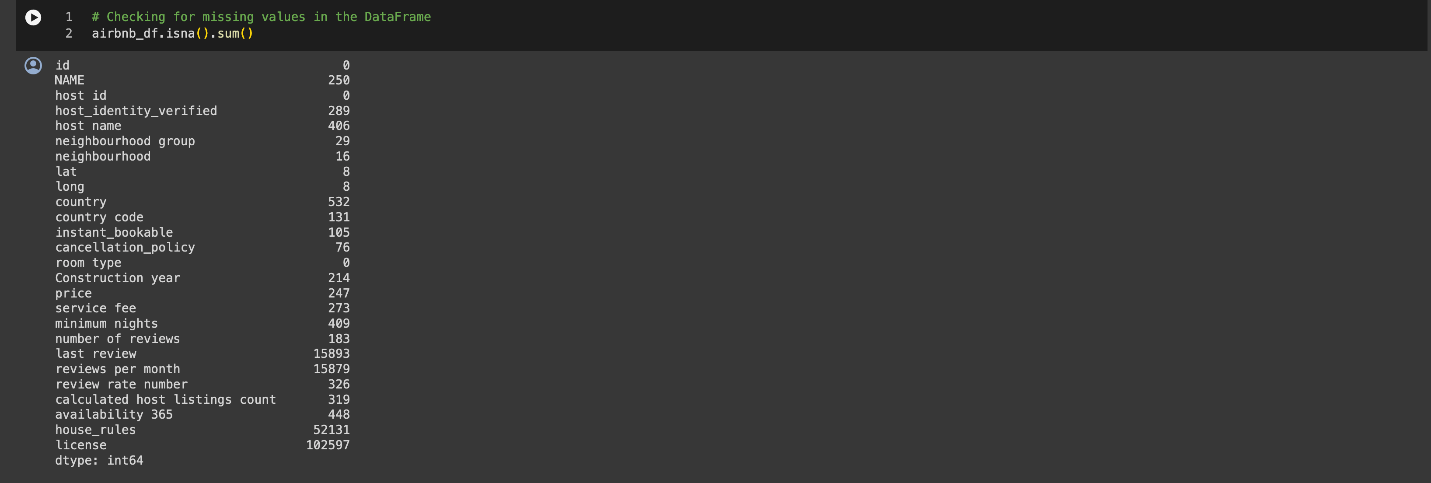 1 # Checking for missing values in the DataFrame
2 airbnb_df.isna().sum()
id 0
NAME 250
host id 0
host_identity_verified 289
host name 406
neighbourhood group 29
neighbourhood 16
lat 8
long 8
country 532
country code 131
instant_bookable 105
cancellation_policy 76
room type 0
Construction year 214
price 247
service fee 273
minimum nights 409
number of reviews 183
last review 15893
reviews per month 15879
review rate number 326
calculated host listings count 319
availability 365 448
house_rules 52131
license 102597
dtype: int64